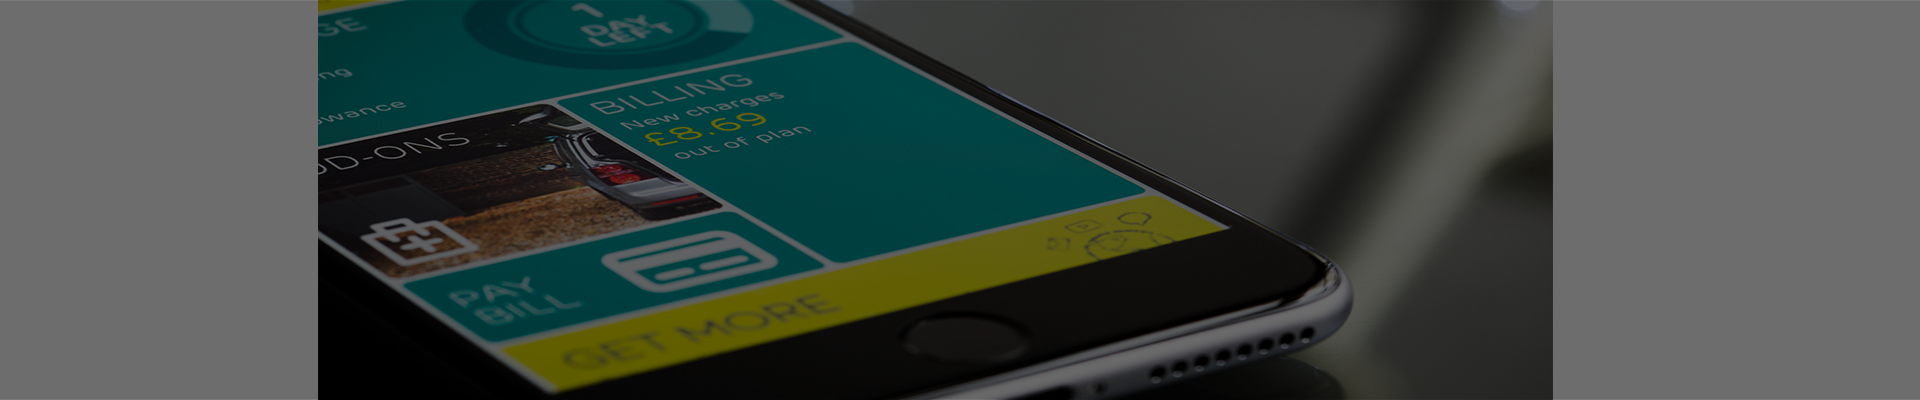 GE
1
DAY
LEFT
ng
owance
BILLING
New charges
£8.69
out of plan
DD-ONS
PAY
BILL
GET MORE